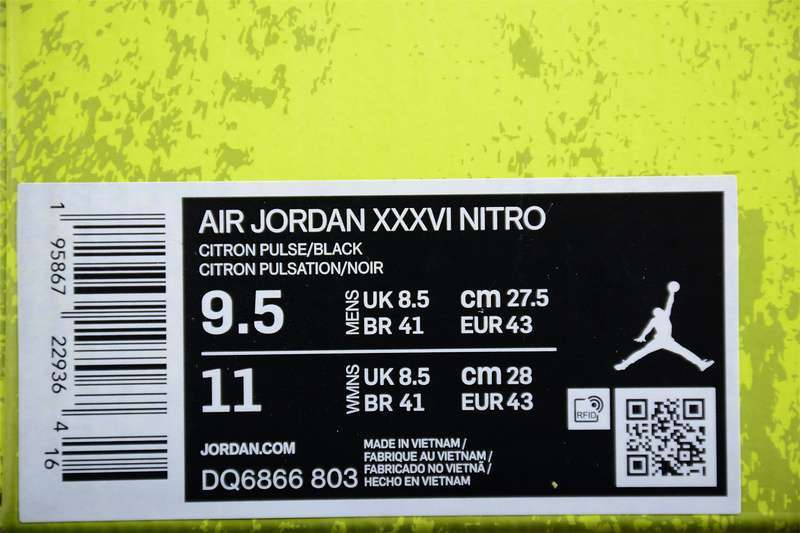 AIR JORDAN XXXVI NITRO
CITRON PULSE/BLACK
CITRON PULSATION/NOIR
9.5 MENS UK 8.5 cm 27.5
BR 41 EUR 43
11 WMNS UK 8.5 cm 28
BR 41 EUR 43
RFID
JORDAN.COM
DQ6866 803
MADE IN VIETNAM /
FABRIQUE AU VIETNAM /
FABRICADO NO VIETNÃ /
HECHO EN VIETNAM
1 95867 22936 4 16